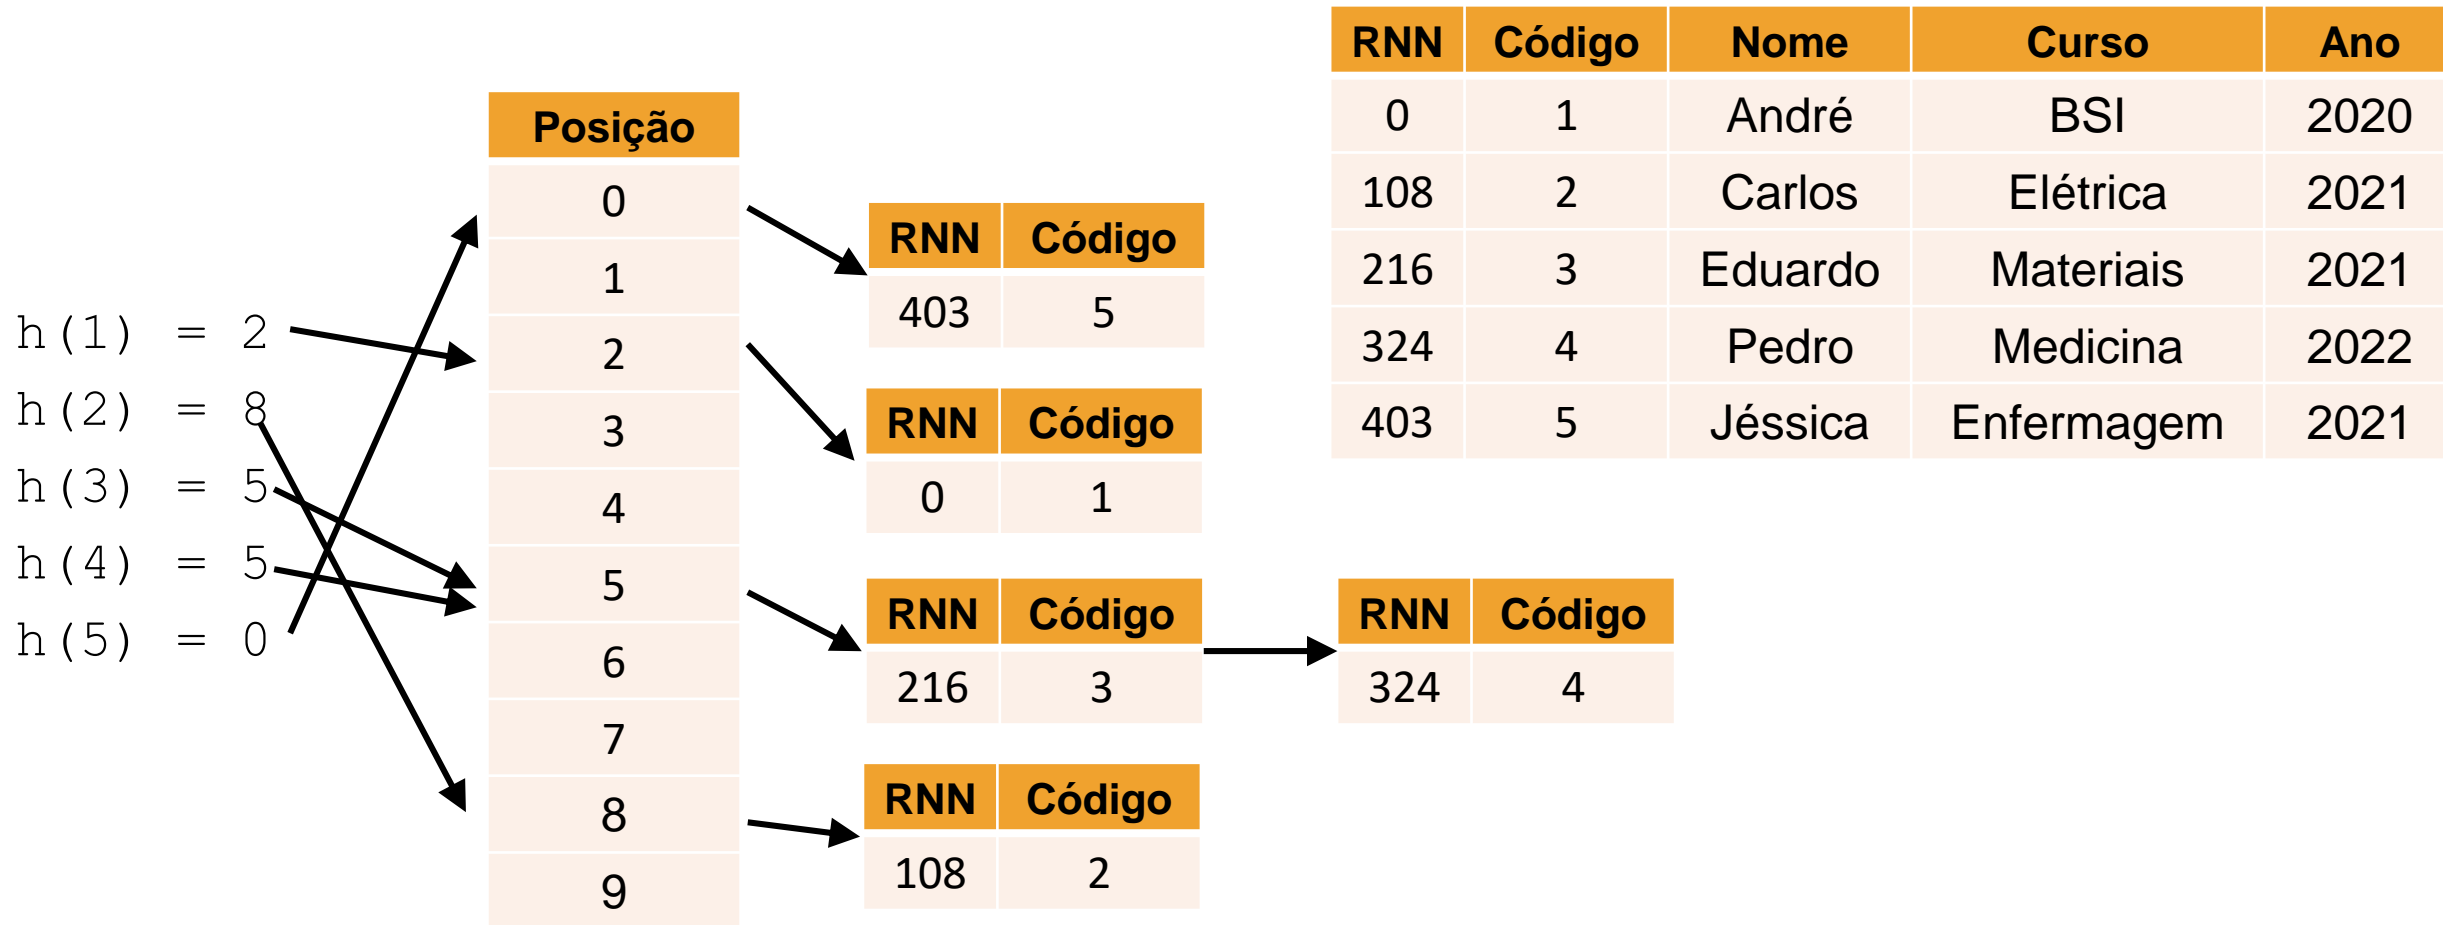 h(1) = 2
h(2) = 8
h(3) = 5
h(4) = 5
h(5) = 0
Posição
0
1
2
3
4
5
6
7
8
9
RNN Código
403 5
RNN Código
0 1
RNN Código
216 3
RNN Código
324 4
RNN Código
108 2
RNN Código Nome Curso Ano
0 1 André BSI 2020
108 2 Carlos Elétrica 2021
216 3 Eduardo Materiais 2021
324 4 Pedro Medicina 2022
403 5 Jéssica Enfermagem 2021